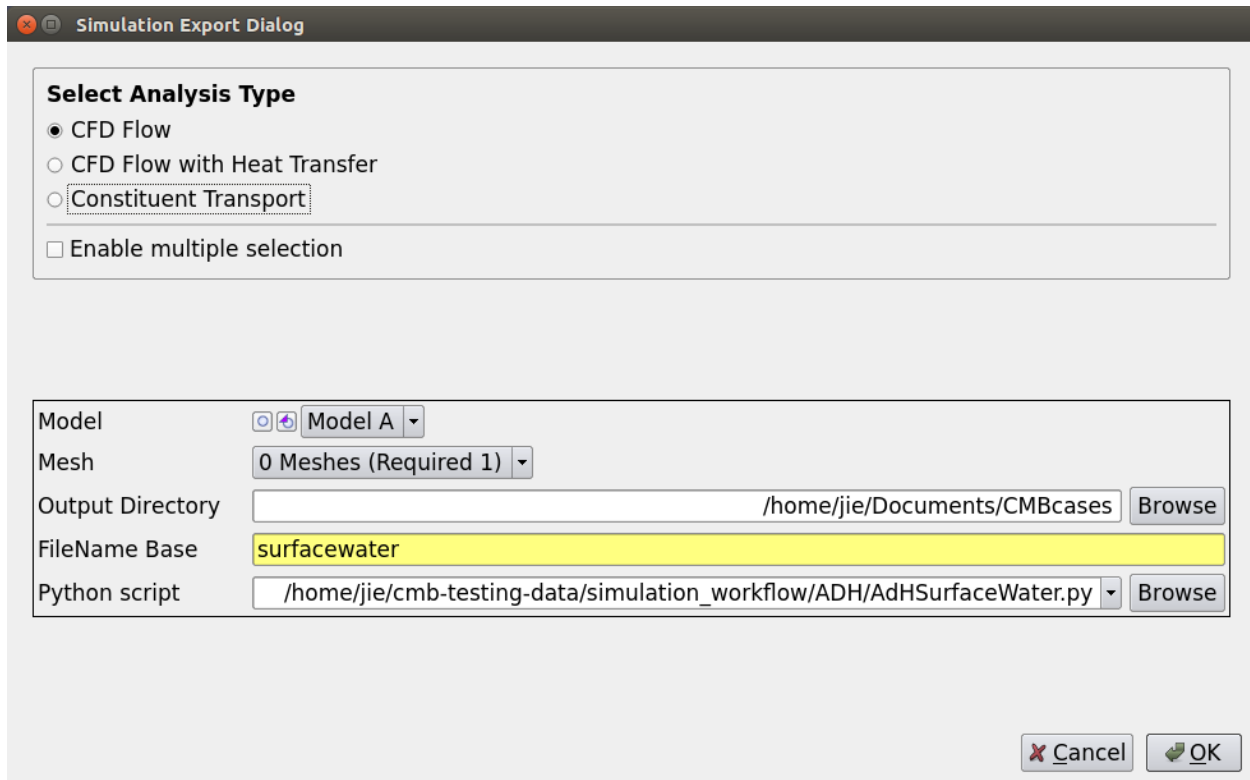 Simulation Export Dialog
Select Analysis Type
CFD Flow
CFD Flow with Heat Transfer
Constituent Transport
Enable multiple selection
Model Model A
Mesh 0 Meshes (Required 1)
Output Directory /home/jie/Documents/CMBcases Browse
FileName Base surfacewater
Python script /home/jie/cmb-testing-data/simulation_workflow/ADH/AdHSurfaceWater.py Browse
Cancel OK